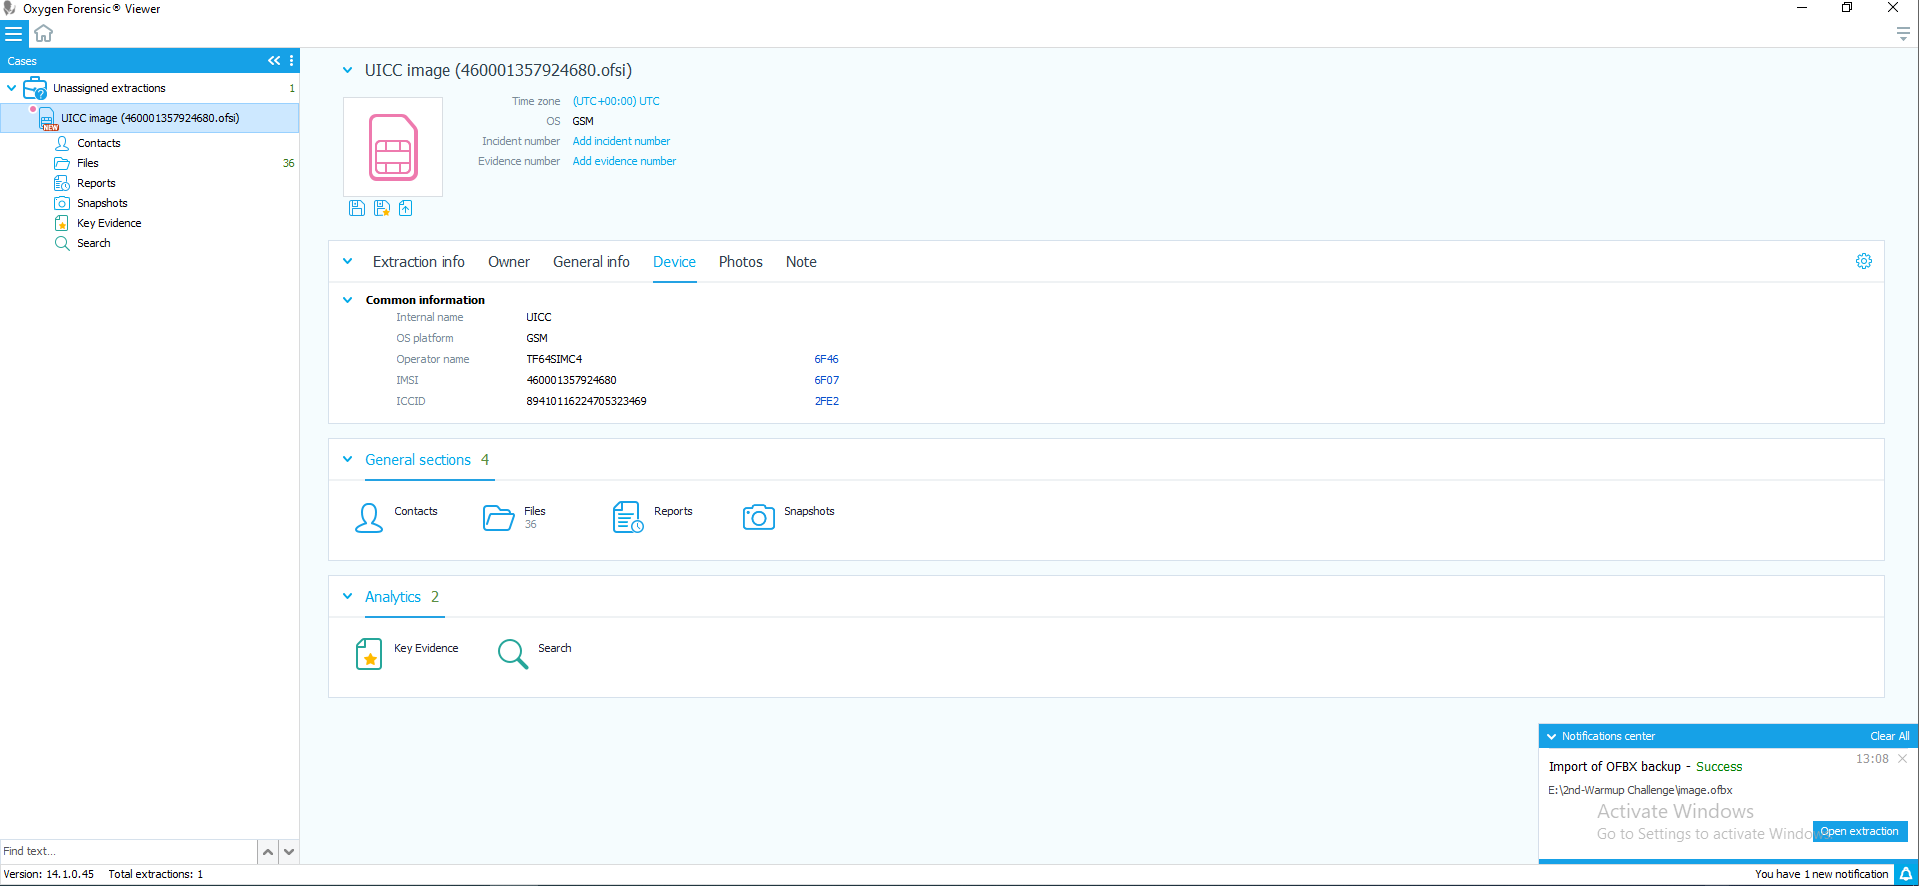 Oxygen Forensic® Viewer
Cases
Unassigned extractions 1
NEW
UICC image (460001357924680.ofsi)
Contacts
Files 36
Reports
Snapshots
Key Evidence
Search
UICC image (460001357924680.ofsi)
Time zone (UTC+00:00) UTC
OS GSM
Incident number Add incident number
Evidence number Add evidence number
Extraction info Owner General info Device Photos Note
Common information
Internal name UICC
OS platform GSM
Operator name TF64SIMC4 6F46
IMSI 460001357924680 6F07
ICCID 89410116224705323469 2FE2
General sections 4
Contacts
Files
36
Reports
Snapshots
Analytics 2
Key Evidence
Search
Notifications center Clear All
13:08
Import of OFBX backup - Success
E:\2nd-Warmup Challenge\image.ofbx
Activate Windows
Go to Settings to activate Windows.
Open extraction
Find text...
Version: 14.1.0.45 Total extractions: 1
You have 1 new notification